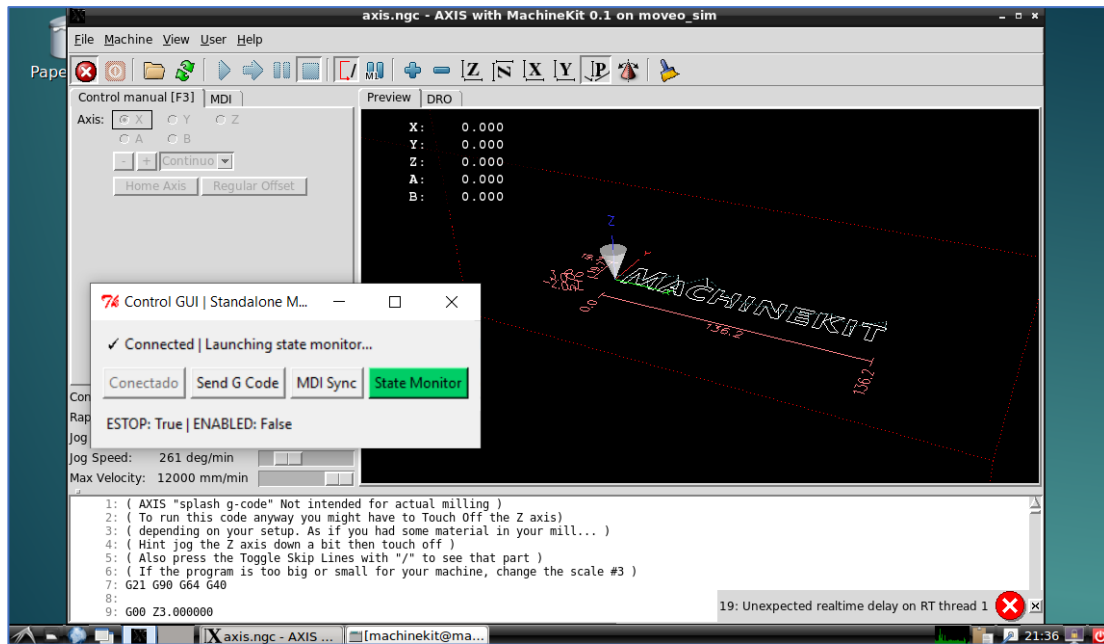 axis.ngc - AXIS with MachineKit 0.1 on moveo_sim
File Machine View User Help
Pape
Control manual [F3] MDI
Preview DRO
Axis: X Y Z
A B
- + Continuo
Home Axis Regular Offset
X: 0.000
Y: 0.000
Z: 0.000
A: 0.000
B: 0.000
Z
MACHINEKIT
0.0
136.2
136.2
Control GUI | Standalone M...
✓ Connected | Launching state monitor...
Conectado Send G Code MDI Sync State Monitor
ESTOP: True | ENABLED: False
Con
Rap
Jog
Jog Speed: 261 deg/min
Max Velocity: 12000 mm/min
1: ( AXIS "splash g-code" Not intended for actual milling )
2: ( To run this code anyway you might have to Touch Off the Z axis)
3: ( depending on your setup. As if you had some material in your mill... )
4: ( Hint jog the Z axis down a bit then touch off )
5: ( Also press the Toggle Skip Lines with "/" to see that part )
6: ( If the program is too big or small for your machine, change the scale #3 )
7: G21 G90 G64 G40
8:
9: G00 Z3.000000
19: Unexpected realtime delay on RT thread 1
axis.ngc - AXIS ... [machinekit@ma... 21:36